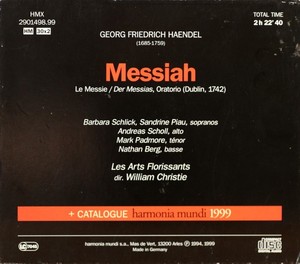 HMX
2901498.99
HM 30x2
TOTAL TIME
2 h 22' 40
GEORG FRIEDRICH HAENDEL
(1685-1759)
Messiah
Le Messie / Der Messias, Oratorio (Dublin, 1742)
Barbara Schlick, Sandrine Piau, sopranos
Andreas Scholl, alto
Mark Padmore, ténor
Nathan Berg, basse
Les Arts Florissants
dir. William Christie
+ CATALOGUE harmonia mundi 1999
harmonia mundi s.a., Mas de Vert, 13200 Arles ℗ 1994, 1999
Made in Germany